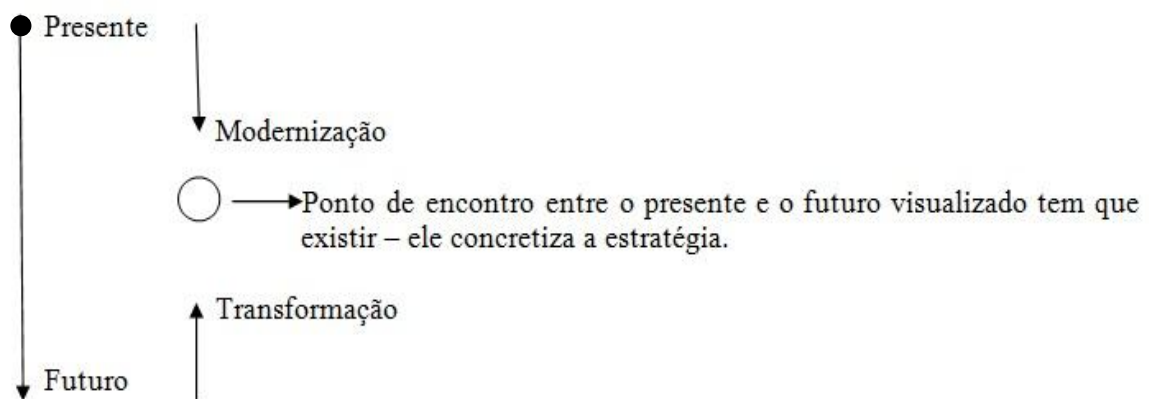 Presente
Modernização
Ponto de encontro entre o presente e o futuro visualizado tem que
existir – ele concretiza a estratégia.
Transformação
Futuro